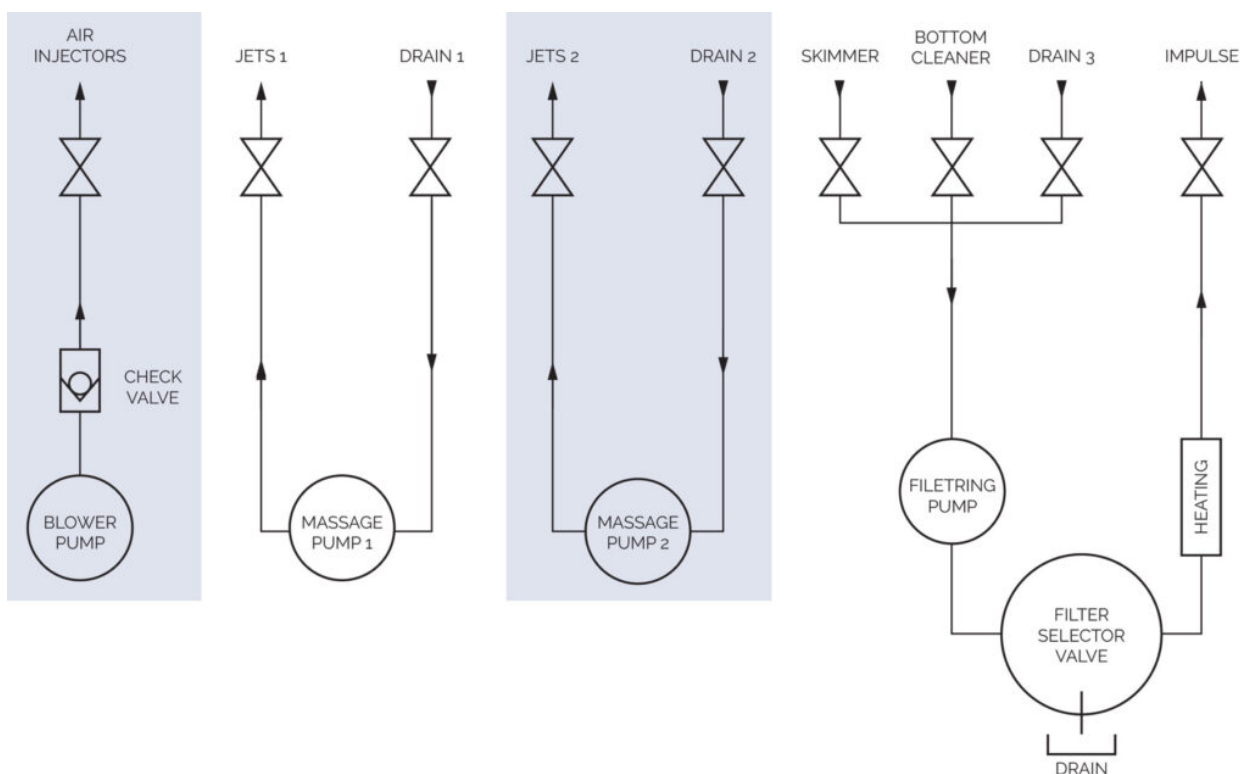 AIR
INJECTORS
JETS 1
DRAIN 1
JETS 2
DRAIN 2
SKIMMER
BOTTOM
CLEANER
DRAIN 3
IMPULSE
CHECK
VALVE
BLOWER
PUMP
MASSAGE
PUMP 1
MASSAGE
PUMP 2
FILETRING
PUMP
HEATING
FILTER
SELECTOR
VALVE
DRAIN